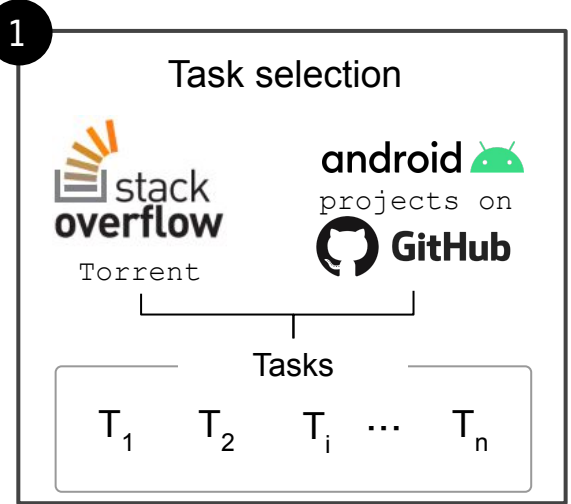 1
Task selection
stack
overflow
Torrent
android
projects on
GitHub
Tasks
T1 T2 Ti ... Tn